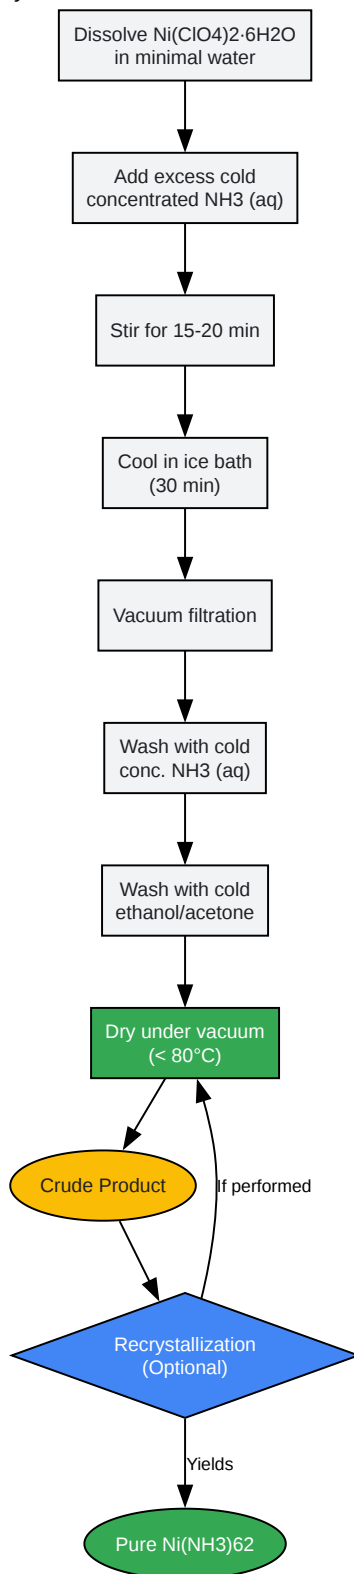 Dissolve Ni(ClO4)2·6H2O
in minimal water
Add excess cold
concentrated NH3 (aq)
Stir for 15-20 min
Cool in ice bath
(30 min)
Vacuum filtration
Wash with cold
conc. NH3 (aq)
Wash with cold
ethanol/acetone
Dry under vacuum
(< 80°C)
Crude Product
If performed
Recrystallization
(Optional)
Yields
Pure Ni(NH3)62